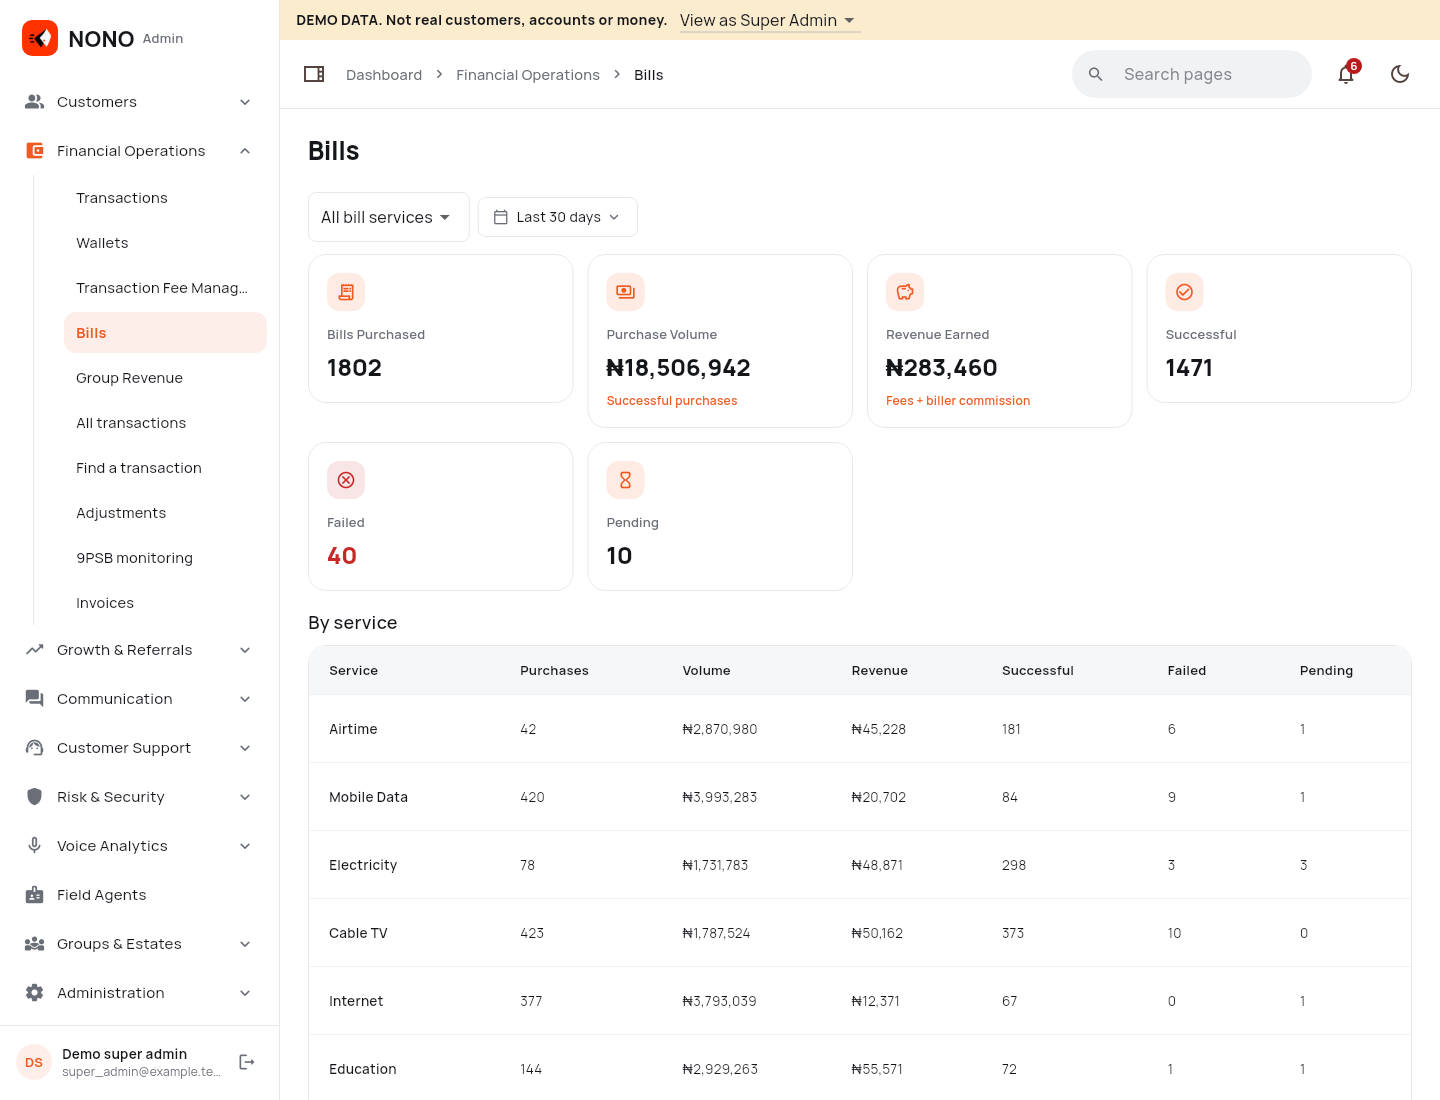 DEMO DATA. Not real customers, accounts or money. View as Super Admin
NONO Admin
Customers
Financial Operations
Transactions
Wallets
Transaction Fee Manag...
Bills
Group Revenue
All transactions
Find a transaction
Adjustments
9PSB monitoring
Invoices
Growth & Referrals
Communication
Customer Support
Risk & Security
Voice Analytics
Field Agents
Groups & Estates
Administration
DS
Demo super admin
super_admin@example.te...
Dashboard > Financial Operations > Bills
Search pages
6
Bills
All bill services
Last 30 days
Bills Purchased
1802
Purchase Volume
₦18,506,942
Successful purchases
Revenue Earned
₦283,460
Fees + biller commission
Successful
1471
Failed
40
Pending
10
By service
Service Purchases Volume Revenue Successful Failed Pending
Airtime 42 ₦2,870,980 ₦45,228 181 6 1
Mobile Data 420 ₦3,993,283 ₦20,702 84 9 1
Electricity 78 ₦1,731,783 ₦48,871 298 3 3
Cable TV 423 ₦1,787,524 ₦50,162 373 10 0
Internet 377 ₦3,793,039 ₦12,371 67 0 1
Education 144 ₦2,929,263 ₦55,571 72 1 1